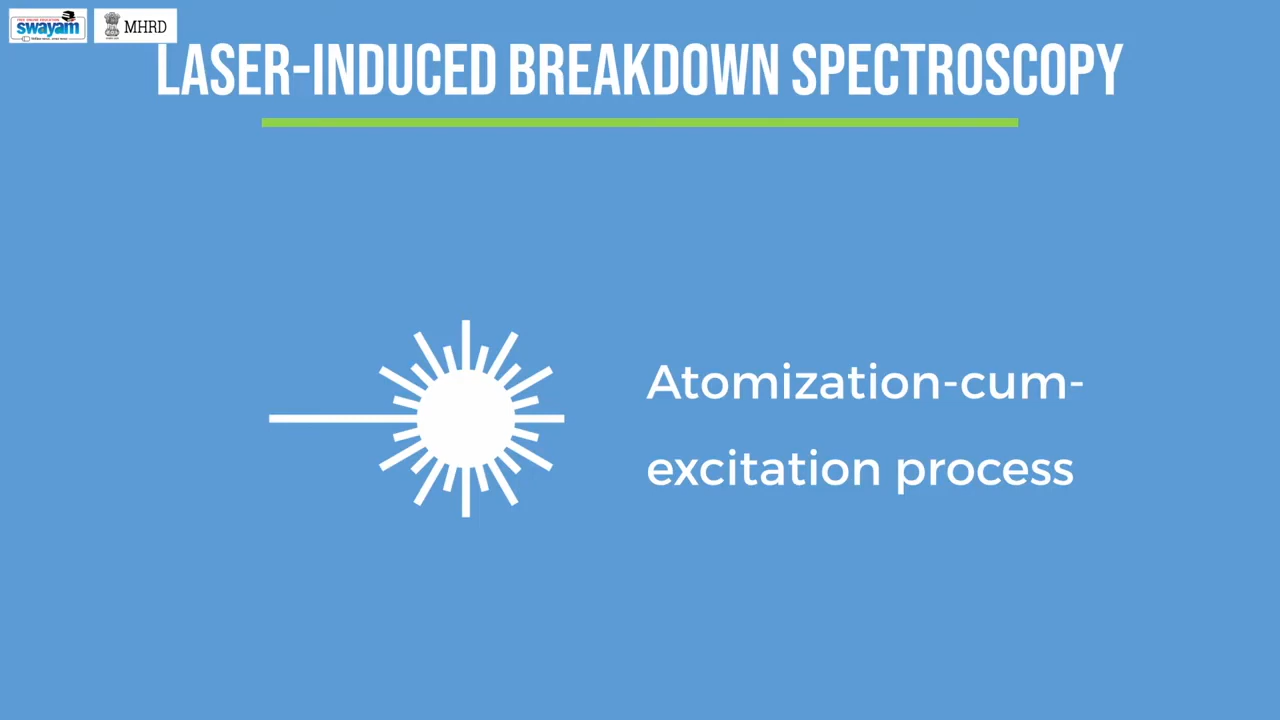 swayam
MHRD
LASER-INDUCED BREAKDOWN SPECTROSCOPY
Atomization-cum-
excitation process